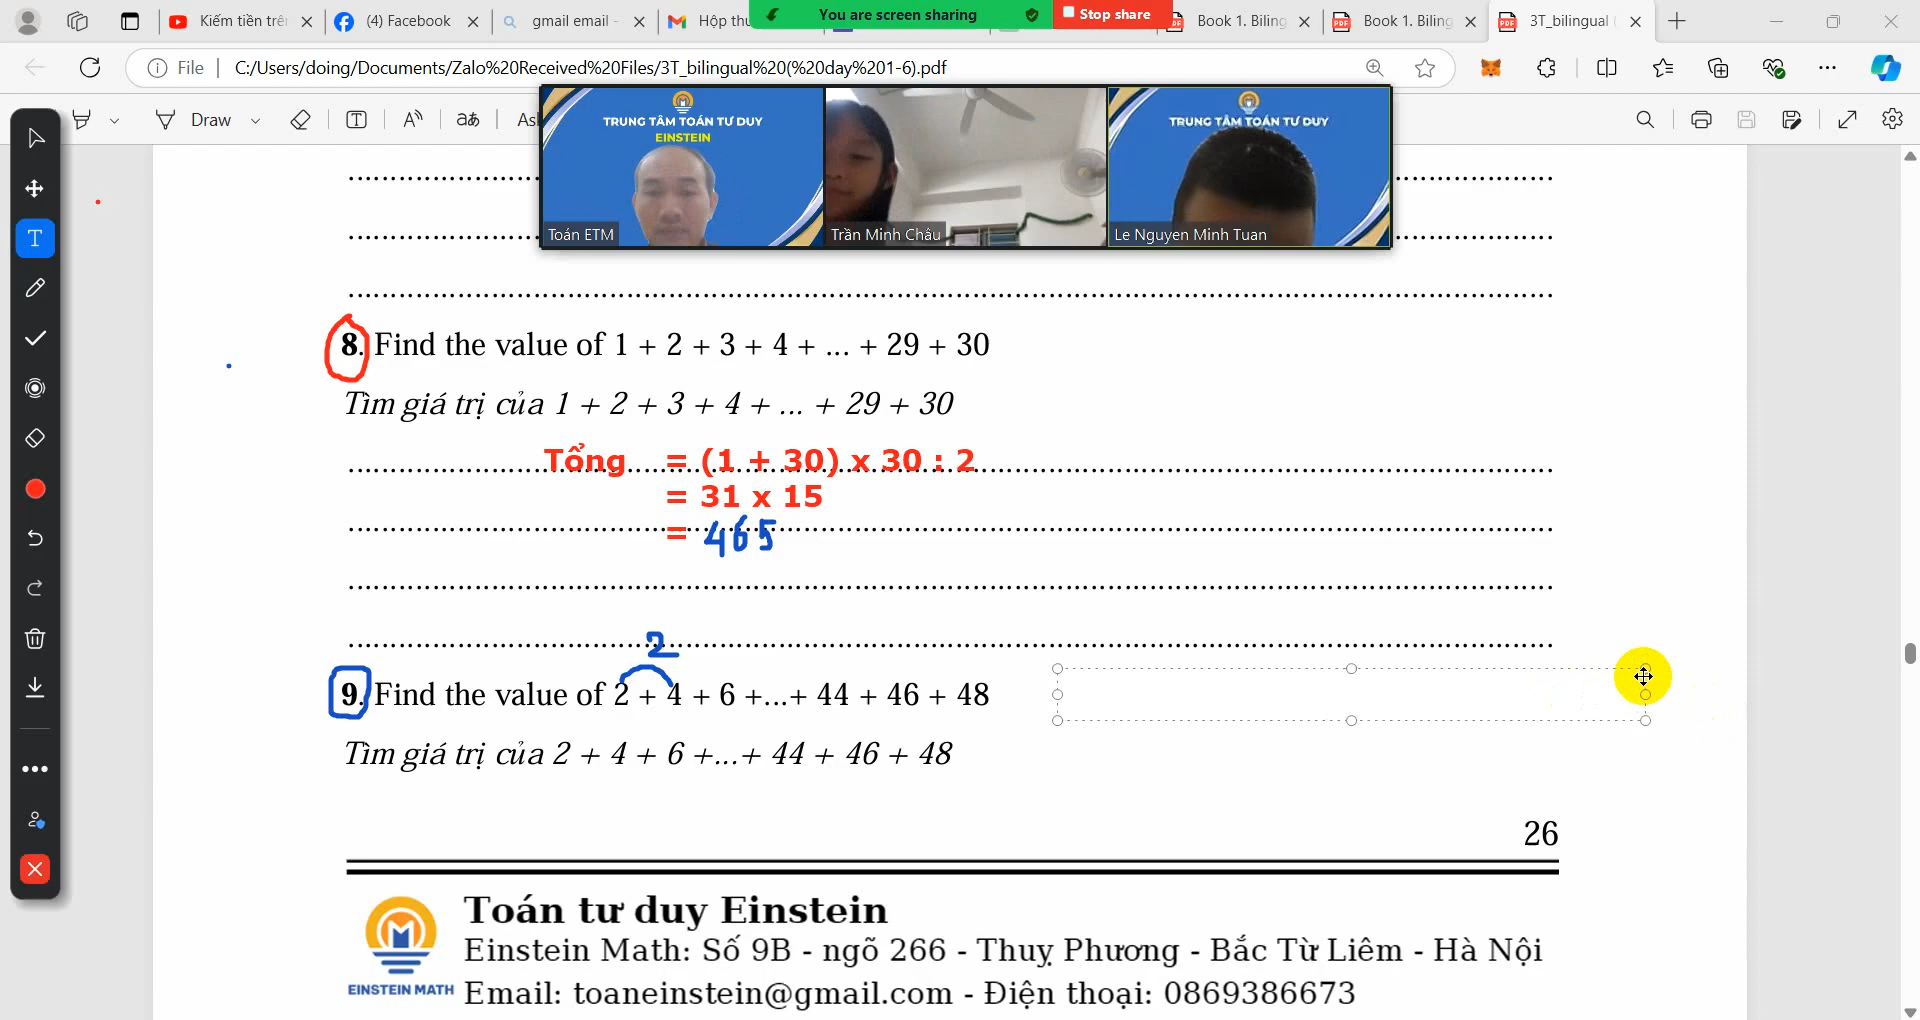 Kiếm tiền trên
(4) Facebook
gmail email -
Hộp thư
You are screen sharing
Stop share
Book 1. Biling
Book 1. Biling
3T_bilingual
File
C:/Users/doing/Documents/Zalo%20Received%20Files/3T_bilingual%20(%20day%201-6).pdf
Draw
T
A
aあ
TRUNG TÂM TOÁN TƯ DUY
EINSTEIN
Toán ETM
Trần Minh Châu
TRUNG TÂM TOÁN TƯ DUY
Le Nguyen Minh Tuan
T
8. Find the value of 1 + 2 + 3 + 4 + ... + 29 + 30
Tìm giá trị của 1 + 2 + 3 + 4 + ... + 29 + 30
Tổng = (1 + 30) x 30 : 2
= 31 x 15
= 465
2
9. Find the value of 2 + 4 + 6 +...+ 44 + 46 + 48
Tìm giá trị của 2 + 4 + 6 +...+ 44 + 46 + 48
26
Toán tư duy Einstein
Einstein Math: Số 9B - ngõ 266 - Thuỵ Phương - Bắc Từ Liêm - Hà Nội
EINSTEIN MATH
Email: toaneinstein@gmail.com - Điện thoại: 0869386673